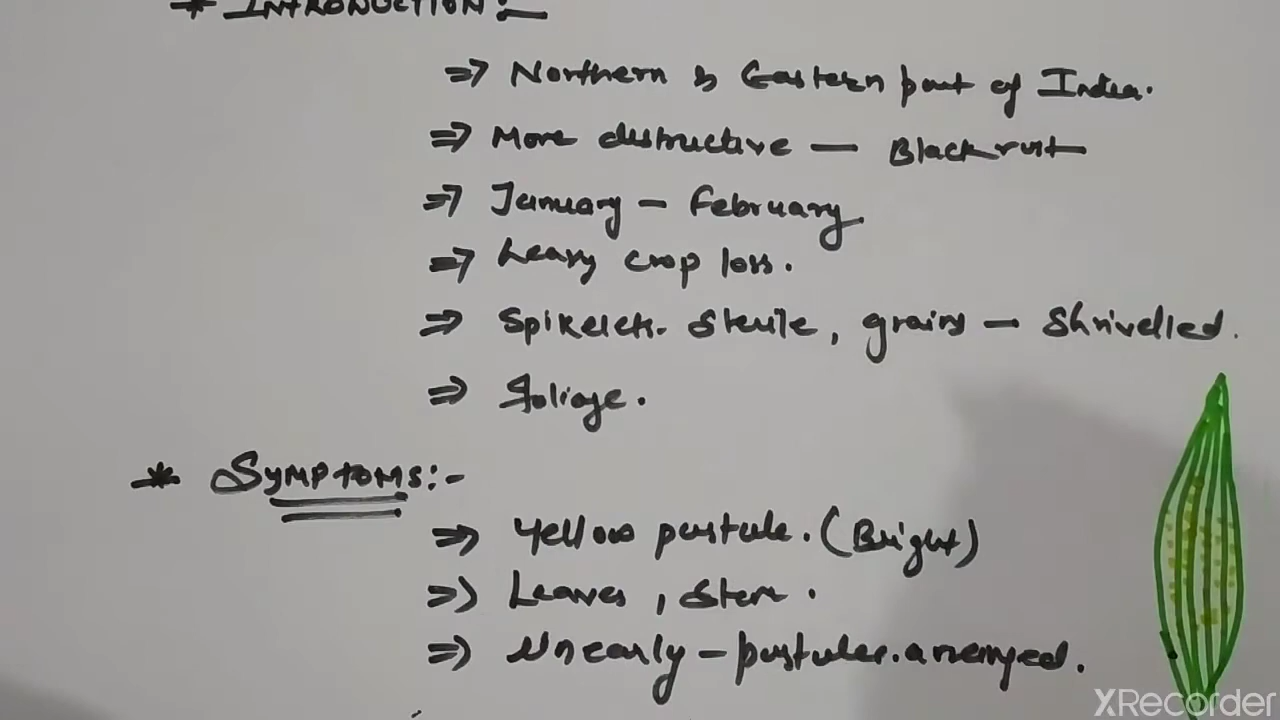 * INTRODUCTION:-
⇒ Northern & Eastern part of India.
⇒ More destructive — Black rust
⇒ January - February.
⇒ Heavy crop loss.
⇒ Spikelets. Sterile, grains - Shrivelled.
⇒ foliage.
* SYMPTOMS:-
⇒ Yellow pustule. (Bright)
⇒ Leaves, Stem.
⇒ Linearly - pustules. arranged.
XRecorder